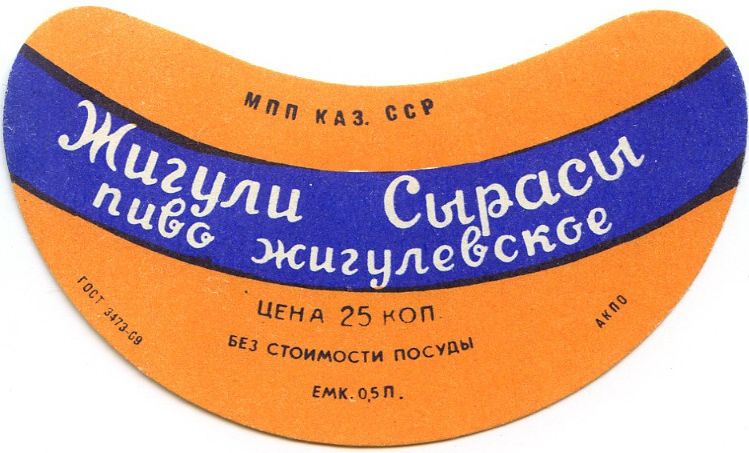 МПП КАЗ. ССР
Жигули Сырасы
пиво жигулевское
ЦЕНА 25 КОП.
БЕЗ СТОИМОСТИ ПОСУДЫ
ЕМК. 0,5 Л.
ГОСТ 3473-69
АКПО